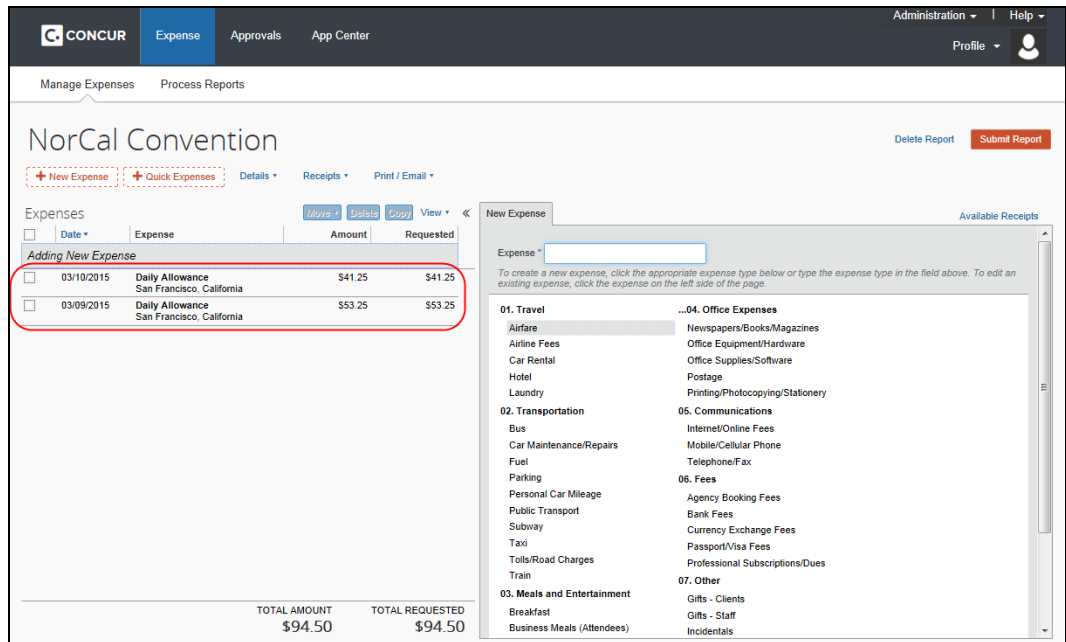 Administration Help
C. CONCUR Expense Approvals App Center
Profile
Manage Expenses Process Reports
NorCal Convention
Delete Report Submit Report
+ New Expense + Quick Expenses Details Receipts Print / Email
Expenses Move Delete Copy View «
Date Expense Amount Requested
Adding New Expense
03/10/2015 Daily Allowance $41.25 $41.25
San Francisco, California
03/09/2015 Daily Allowance $53.25 $53.25
San Francisco, California
TOTAL AMOUNT TOTAL REQUESTED
$94.50 $94.50
New Expense Available Receipts
Expense *
To create a new expense, click the appropriate expense type below or type the expense type in the field above. To edit an
existing expense, click the expense on the left side of the page.
01. Travel
Airfare
Airline Fees
Car Rental
Hotel
Laundry
02. Transportation
Bus
Car Maintenance/Repairs
Fuel
Parking
Personal Car Mileage
Public Transport
Subway
Taxi
Tolls/Road Charges
Train
03. Meals and Entertainment
Breakfast
Business Meals (Attendees)
...04. Office Expenses
Newspapers/Books/Magazines
Office Equipment/Hardware
Office Supplies/Software
Postage
Printing/Photocopying/Stationery
05. Communications
Internet/Online Fees
Mobile/Cellular Phone
Telephone/Fax
06. Fees
Agency Booking Fees
Bank Fees
Currency Exchange Fees
Passport/Visa Fees
Professional Subscriptions/Dues
07. Other
Gifts - Clients
Gifts - Staff
Incidentals